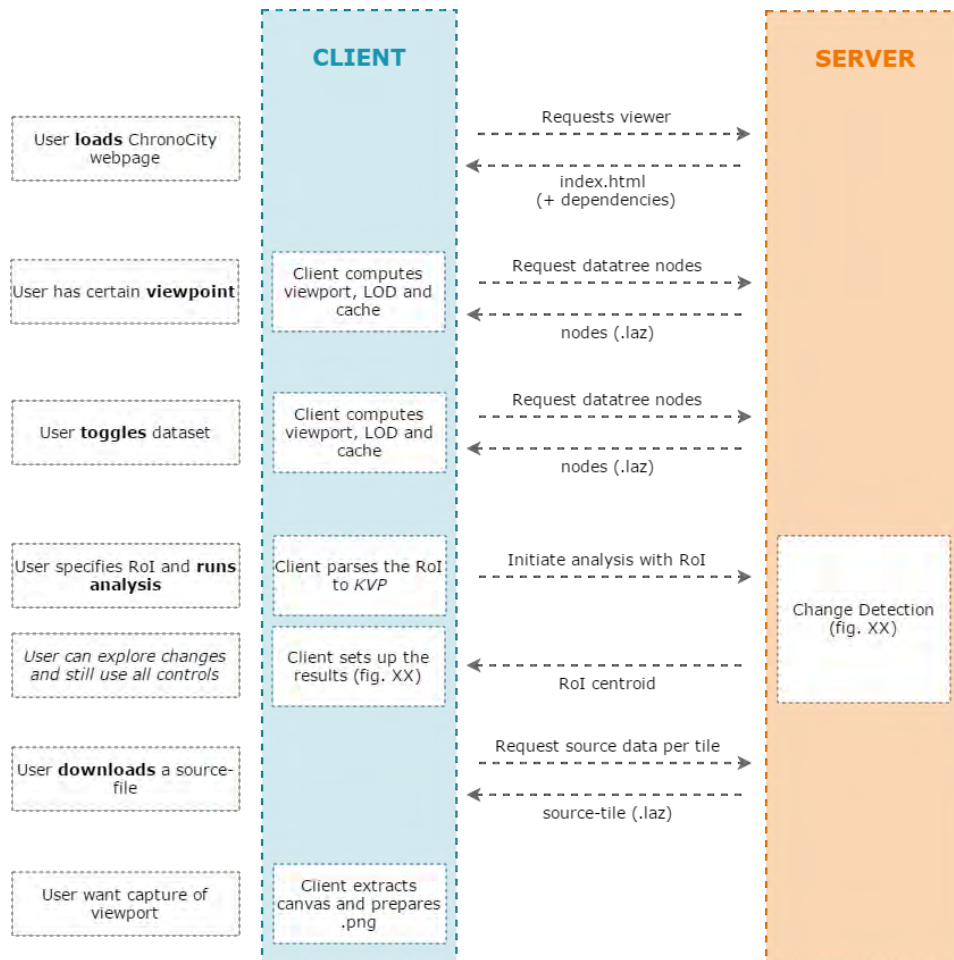 CLIENT
SERVER
User loads ChronoCity
webpage
Requests viewer
index.html
(+ dependencies)
User has certain viewpoint
Client computes
viewport, LOD and
cache
Request datatree nodes
nodes (.laz)
User toggles dataset
Client computes
viewport, LOD and
cache
Request datatree nodes
nodes (.laz)
User specifies RoI and runs
analysis
Client parses the RoI
to KVP
Initiate analysis with RoI
Change Detection
(fig. XX)
User can explore changes
and still use all controls
Client sets up the
results (fig. XX)
RoI centroid
User downloads a source-
file
Request source data per tile
source-tile (.laz)
User want capture of
viewport
Client extracts
canvas and prepares
.png